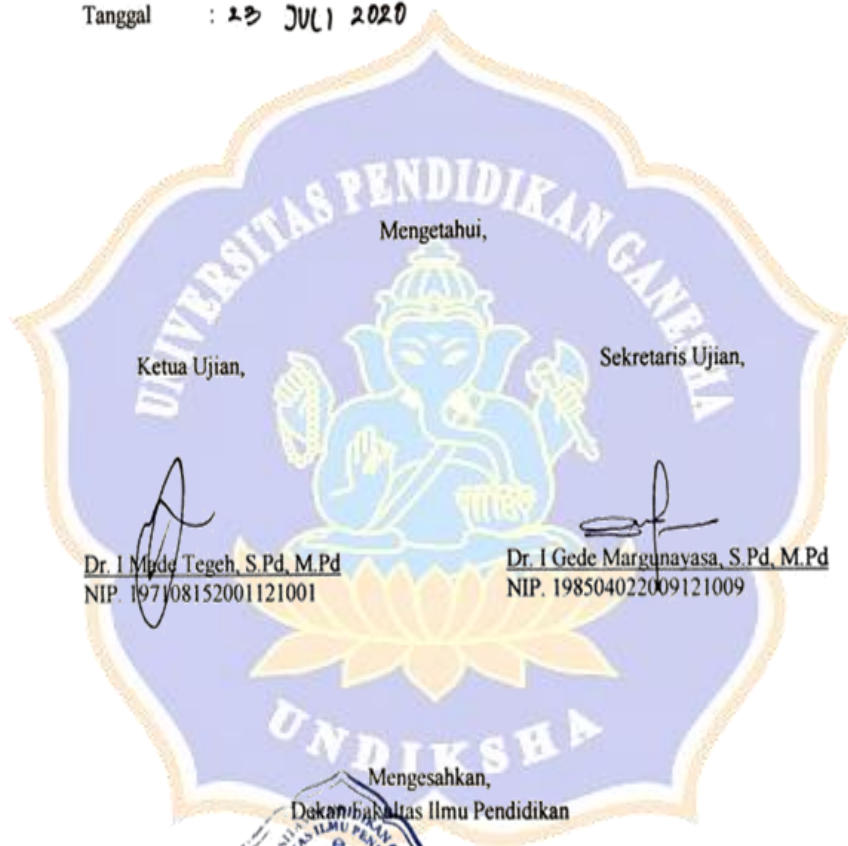 Tanggal : 23 JULI 2020
UNIVERSITAS PENDIDIKAN GANESHA
Mengetahui,
Ketua Ujian,
Sekretaris Ujian,
Dr. I Made Tegeh, S.Pd, M.Pd
NIP. 197108152001121001
Dr. I Gede Margunayasa, S.Pd, M.Pd
NIP. 198504022009121009
UNDIKSHA
Mengesahkan,
Dekan Fakultas Ilmu Pendidikan